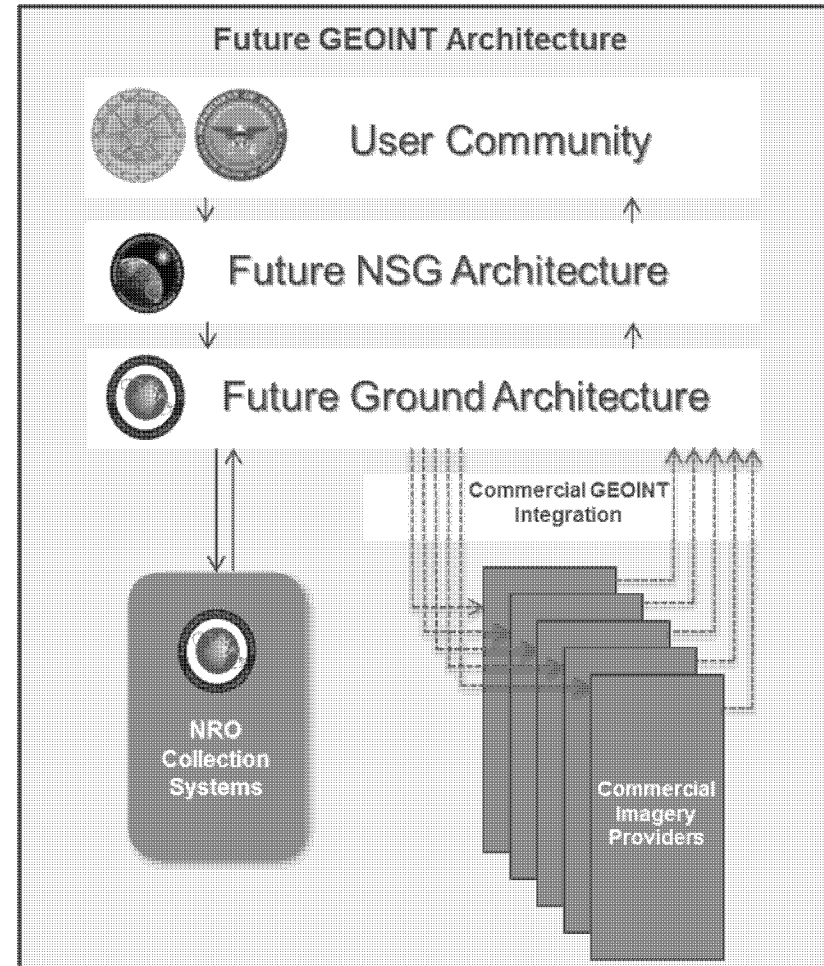 Future GEOINT Architecture
User Community
Future NSG Architecture
Future Ground Architecture
Commercial GEOINT
Integration
NRO
Collection
Systems
Commercial
Imagery
Providers